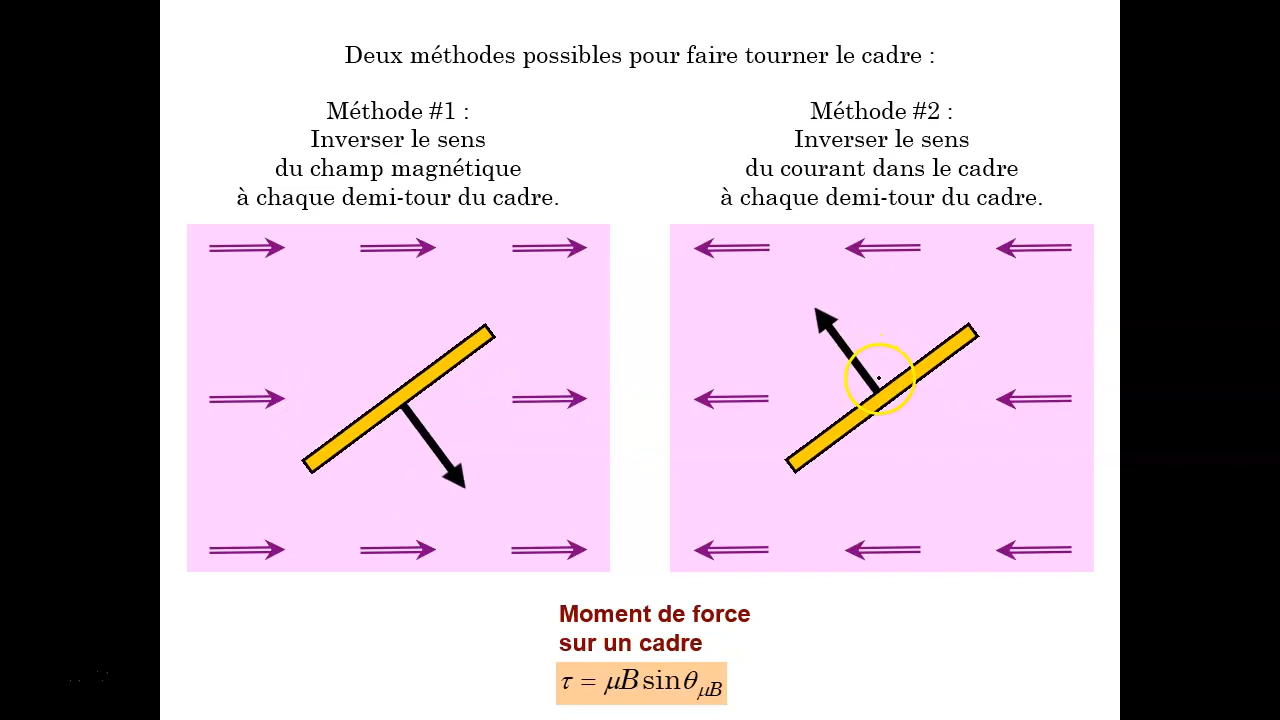 Deux méthodes possibles pour faire tourner le cadre :
Méthode #1 :
Inverser le sens
du champ magnétique
à chaque demi-tour du cadre.
Méthode #2 :
Inverser le sens
du courant dans le cadre
à chaque demi-tour du cadre.
Moment de force
sur un cadre
τ = μB sin θ_μB